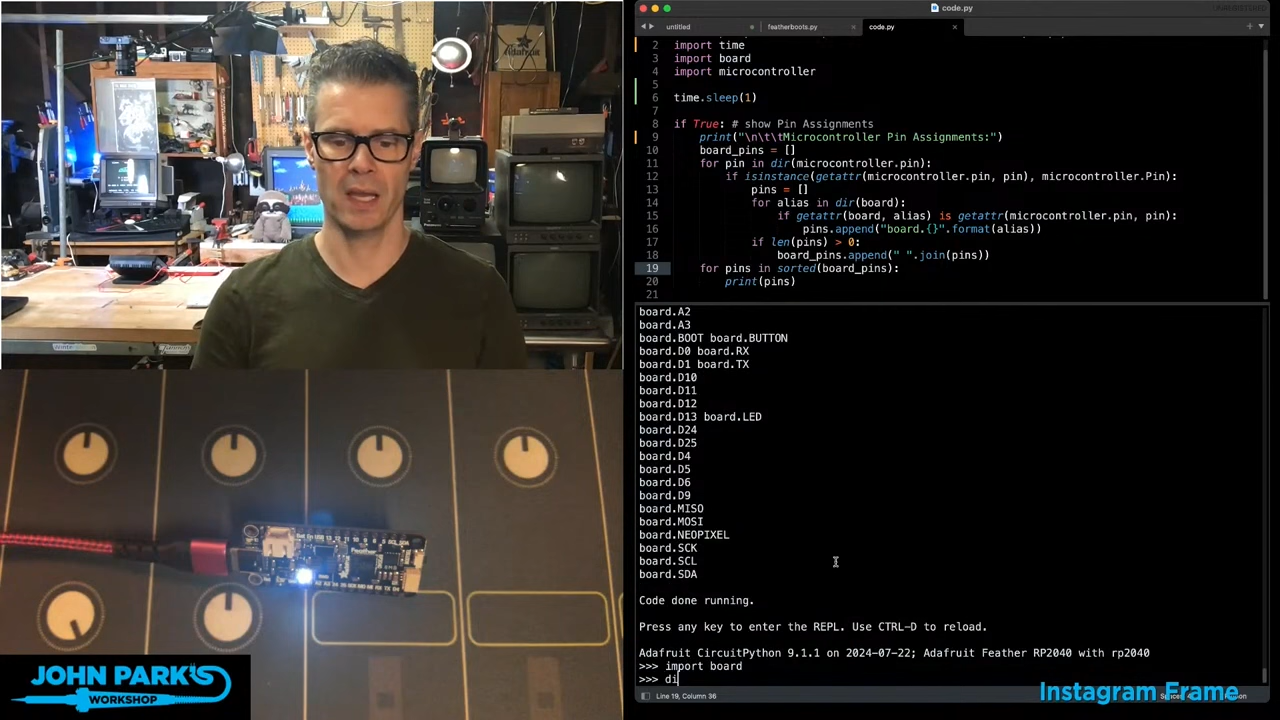 code.py
untitled
featherboots.py
code.py
2 import time
3 import board
4 import microcontroller
5
6 time.sleep(1)
7
8 if True: # show Pin Assignments
9 print("\n\t\tMicrocontroller Pin Assignments:")
10 board_pins = []
11 for pin in dir(microcontroller.pin):
12 if isinstance(getattr(microcontroller.pin, pin), microcontroller.Pin):
13 pins = []
14 for alias in dir(board):
15 if getattr(board, alias) is getattr(microcontroller.pin, pin):
16 pins.append("board.{}".format(alias))
17 if len(pins) > 0:
18 board_pins.append(" ".join(pins))
19 for pins in sorted(board_pins):
20 print(pins)
21
board.A2
board.A3
board.BOOT board.BUTTON
board.D0 board.RX
board.D1 board.TX
board.D10
board.D11
board.D12
board.D13 board.LED
board.D24
board.D25
board.D4
board.D5
board.D6
board.D9
board.MISO
board.MOSI
board.NEOPIXEL
board.SCK
board.SCL
board.SDA
Code done running.
Press any key to enter the REPL. Use CTRL-D to reload.
Adafruit CircuitPython 9.1.1 on 2024-07-22; Adafruit Feather RP2040 with rp2040
>>> import board
>>> di
Line 19, Column 36
Instagram Frame
JOHN PARK'S
WORKSHOP